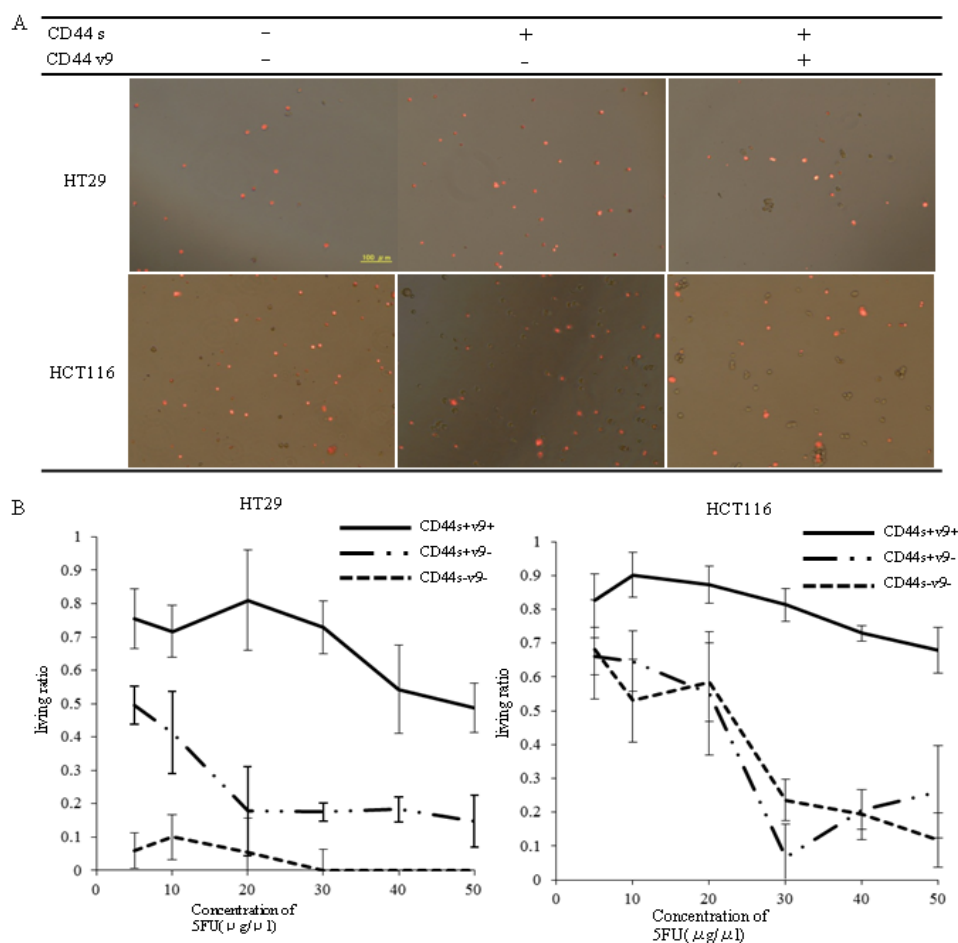 A
CD44 s − + +
CD44 v9 − - +
HT29
100 μm
HCT116
B
HT29
CD44s+v9+
CD44s+v9-
CD44s-v9-
1
0.9
0.8
0.7
0.6
0.5
0.4
0.3
0.2
0.1
0
living ratio
0 10 20 30 40 50
Concentration of
5FU(μg/μl)
HCT116
CD44s+v9+
CD44s+v9-
CD44s-v9-
1
0.9
0.8
0.7
0.6
0.5
0.4
0.3
0.2
0.1
0
living ratio
0 10 20 30 40 50
Concentration of
5FU(μg/μl)